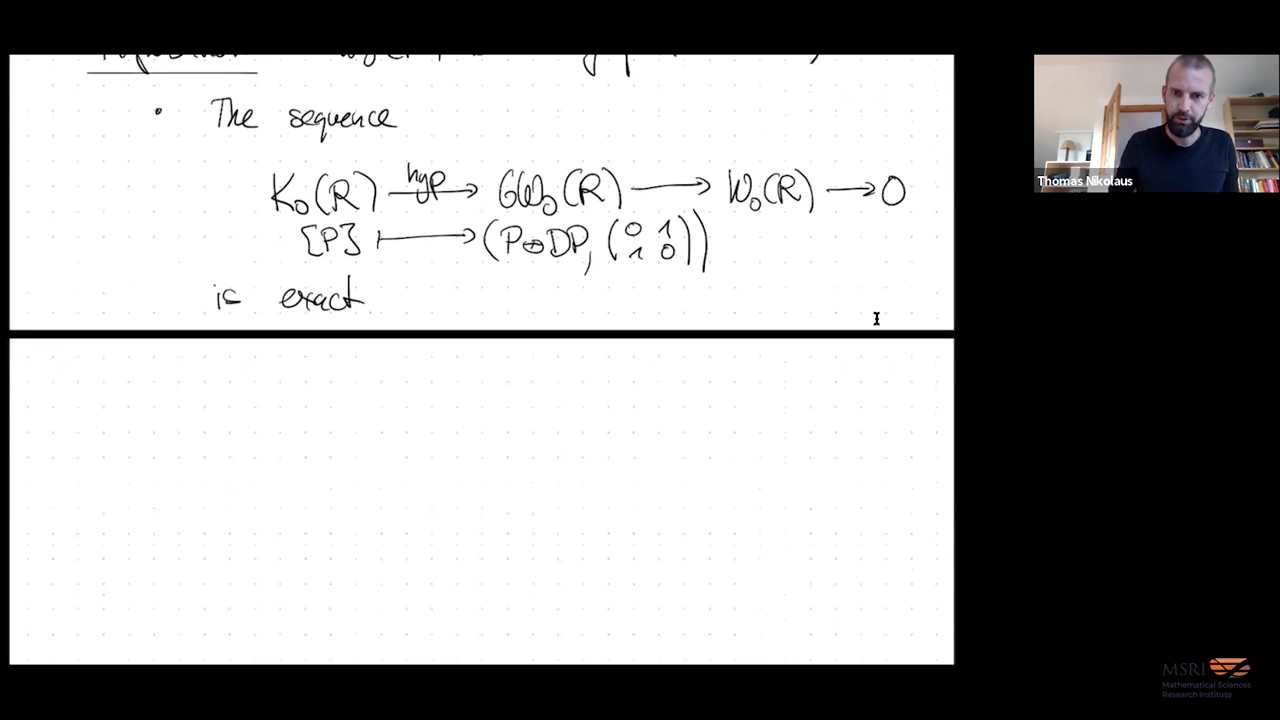 • The sequence
K₀(R) —hyp→ GW₀(R) → W₀(R) → 0
[P] ↦ (P⊕DP, (0 1 1 0))
is exact
Thomas Nikolaus
MSRI
Mathematical Sciences
Research Institute